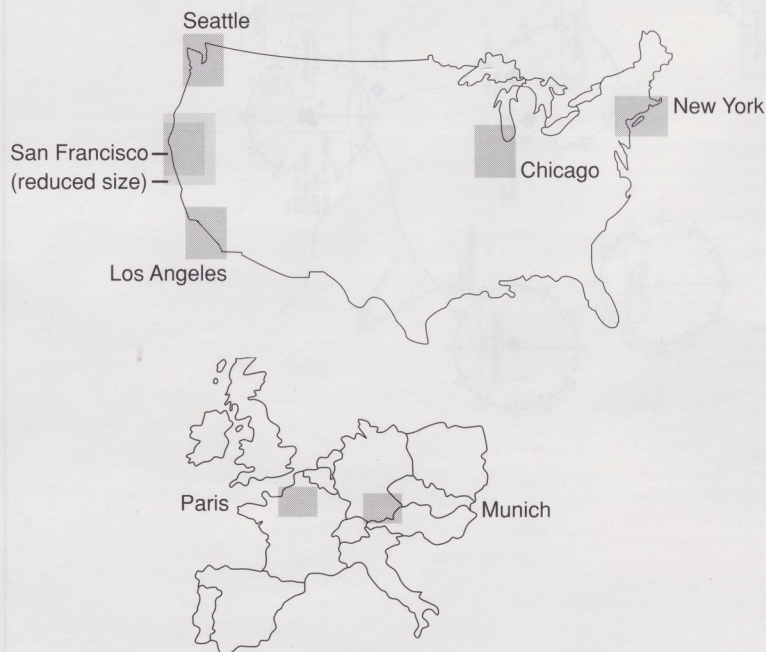 Seattle
New York
San Francisco
(reduced size)
Chicago
Los Angeles
Paris
Munich